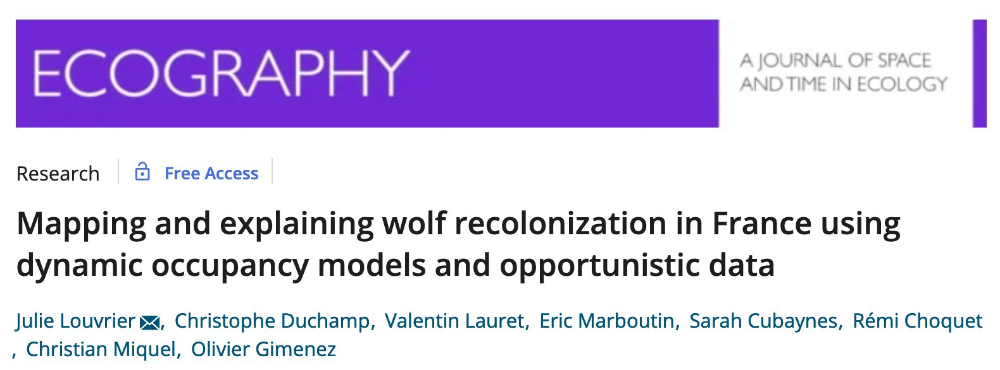 ECOGRAPHY
A JOURNAL OF SPACE
AND TIME IN ECOLOGY
Research
Free Access
Mapping and explaining wolf recolonization in France using
dynamic occupancy models and opportunistic data
Julie Louvrier, Christophe Duchamp, Valentin Lauret, Eric Marboutin, Sarah Cubaynes, Rémi Choquet
, Christian Miquel, Olivier Gimenez